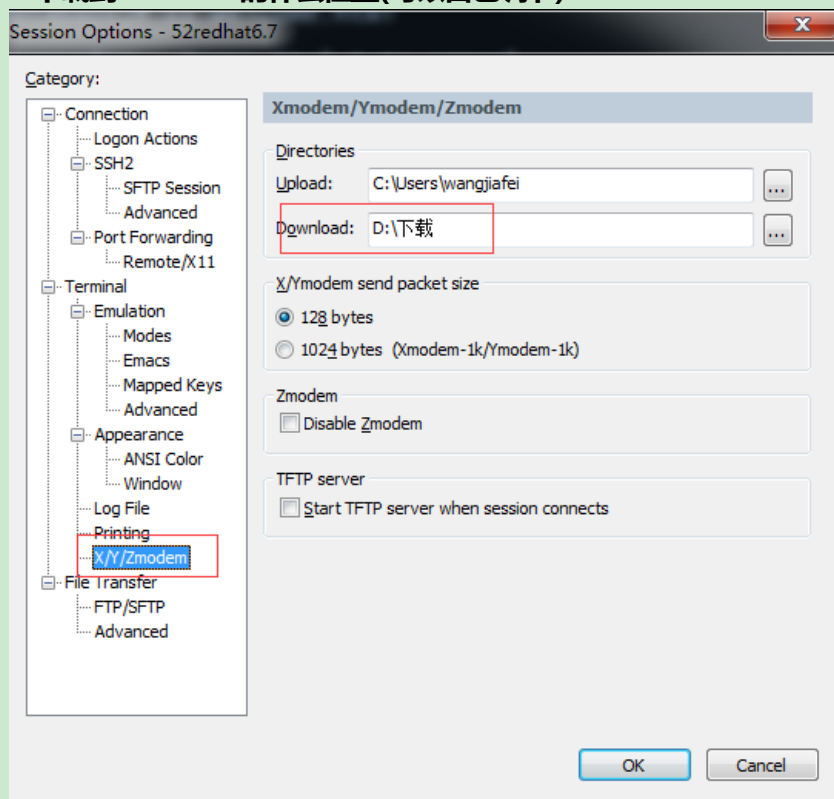 Session Options - 52redhat6.7
Category:
Connection
Logon Actions
SSH2
SFTP Session
Advanced
Port Forwarding
Remote/X11
Terminal
Emulation
Modes
Emacs
Mapped Keys
Advanced
Appearance
ANSI Color
Window
Log File
Printing
X/Y/Zmodem
File Transfer
FTP/SFTP
Advanced
Xmodem/Ymodem/Zmodem
Directories
Upload: C:\Users\wangjiafei ...
Download: D:\下载 ...
X/Ymodem send packet size
128 bytes
1024 bytes (Xmodem-1k/Ymodem-1k)
Zmodem
Disable Zmodem
TFTP server
Start TFTP server when session connects
OK Cancel